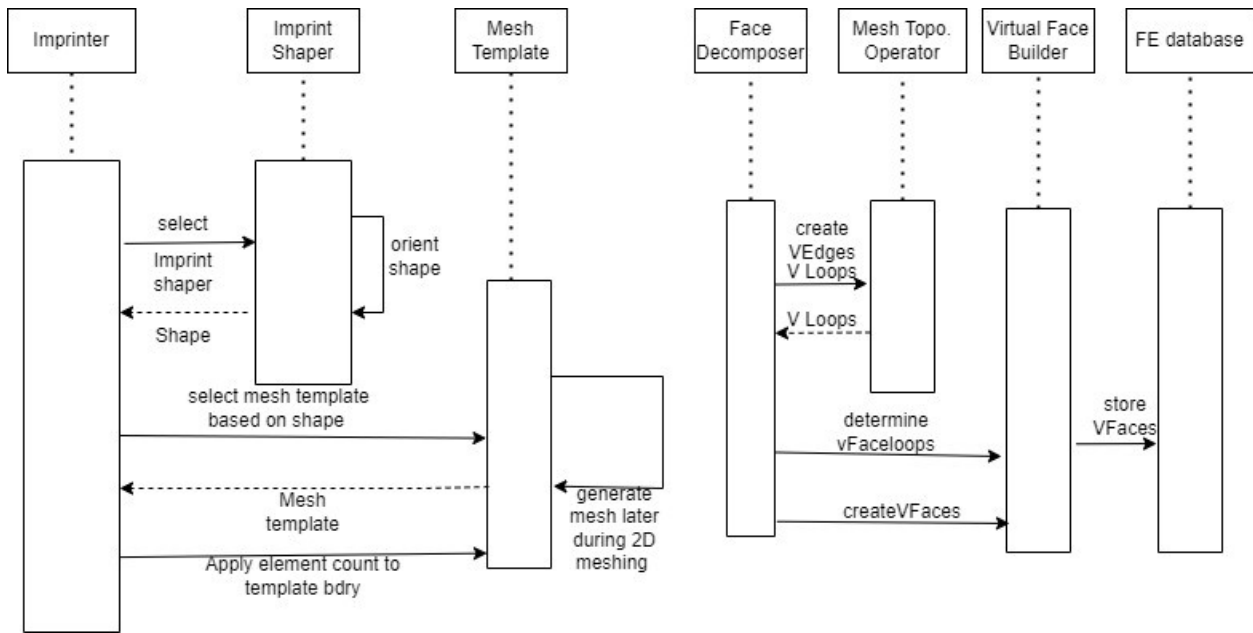 Imprinter
Imprint
Shaper
Mesh
Template
Face
Decomposer
Mesh Topo.
Operator
Virtual Face
Builder
FE database
select
Imprint
shaper
Shape
orient
shape
select mesh template
based on shape
Mesh
template
generate
mesh later
during 2D
meshing
Apply element count to
template bdry
create
VEdges
V Loops
V Loops
determine
vFaceloops
store
VFaces
createVFaces